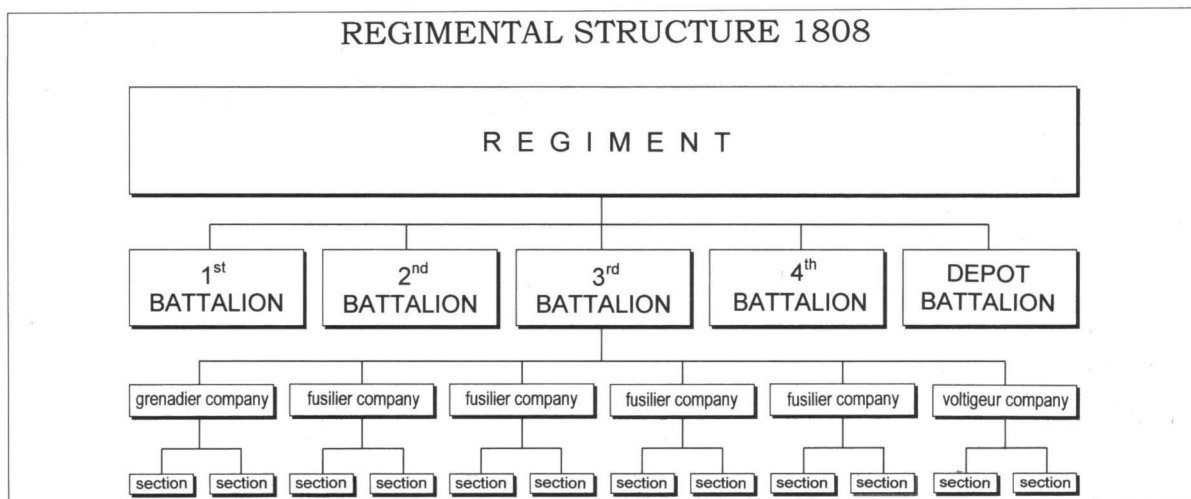 REGIMENTAL STRUCTURE 1808
REGIMENT
1st
BATTALION
2nd
BATTALION
3rd
BATTALION
4th
BATTALION
DEPOT
BATTALION
grenadier company
fusilier company
fusilier company
fusilier company
fusilier company
voltigeur company
section
section
section
section
section
section
section
section
section
section
section
section